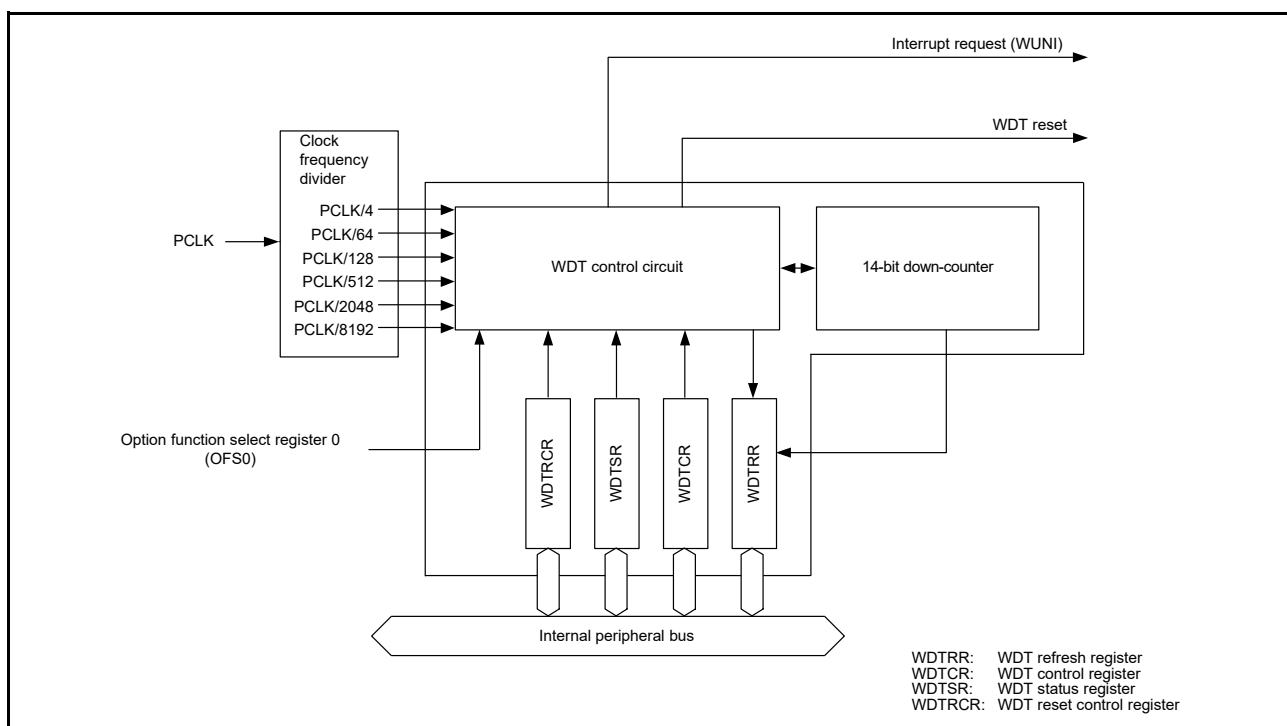 Interrupt request (WUNI)
WDT reset
Clock
frequency
divider
PCLK/4
PCLK/64
PCLK/128
PCLK/512
PCLK/2048
PCLK/8192
PCLK
WDT control circuit
14-bit down-counter
Option function select register 0
(OFS0)
WDTRCR
WDTSR
WDTCR
WDTRR
Internal peripheral bus
WDTRR: WDT refresh register
WDTCR: WDT control register
WDTSR: WDT status register
WDTRCR: WDT reset control register